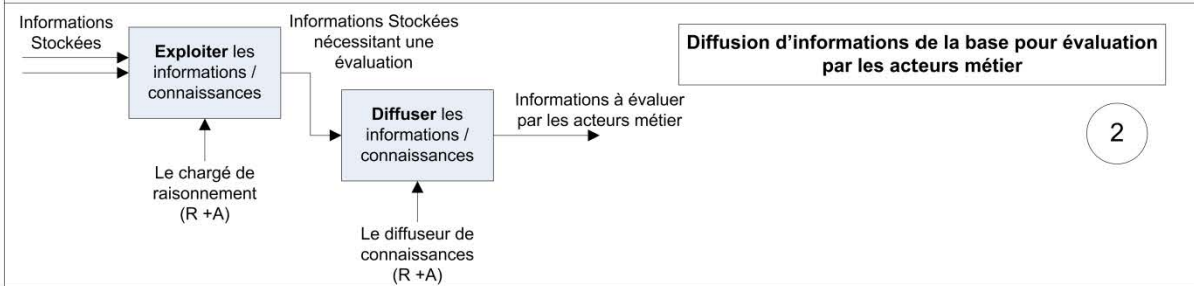 Informations
Stockées
Exploiter les
informations /
connaissances
Le chargé de
raisonnement
(R +A)
Informations Stockées
nécessitant une
évaluation
Diffuser les
informations /
connaissances
Le diffuseur de
connaissances
(R +A)
Informations à évaluer
par les acteurs métier
Diffusion d’informations de la base pour évaluation
par les acteurs métier
2